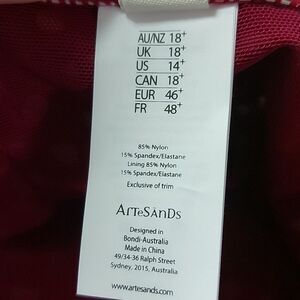 AU/NZ 18+
UK 18+
US 14+
CAN 18+
EUR 46+
FR 48+
85% Nylon
15% Spandex/Elastane
Lining 85% Nylon
15% Spandex/Elastane
Exclusive of trim
ARTESANDS
Designed in
Bondi-Australia
Made in China
49/34-36 Ralph Street
Sydney, 2015, Australia
www.artesands.com